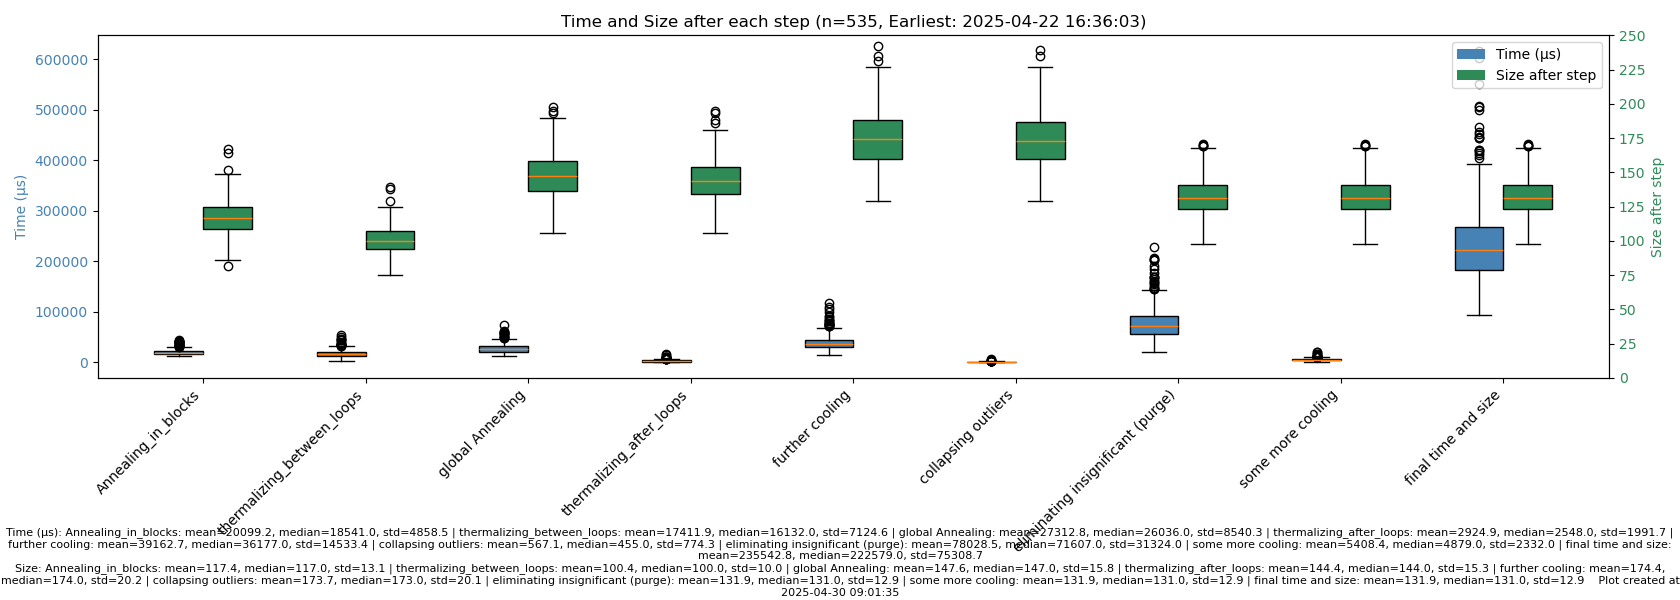 Time and Size after each step (n=535, Earliest: 2025-04-22 16:36:03)
Time (μs)
Size after step
600000
500000
400000
300000
200000
100000
0
Time (μs)
250
225
200
175
150
125
100
75
50
25
0
Size after step
Annealing_in_blocks
thermalizing_between_loops
global Annealing
thermalizing_after_loops
further cooling
collapsing outliers
eliminating insignificant (purge)
some more cooling
final time and size
Time (μs): Annealing_in_blocks: mean=20099.2, median=18541.0, std=4858.5 | thermalizing_between_loops: mean=17411.9, median=16132.0, std=7124.6 | global Annealing: mean=27312.8, median=26036.0, std=8540.3 | thermalizing_after_loops: mean=2924.9, median=2548.0, std=1991.7 |
further cooling: mean=39162.7, median=36177.0, std=14533.4 | collapsing outliers: mean=567.1, median=455.0, std=774.3 | eliminating insignificant (purge): mean=78028.5, median=71607.0, std=31324.0 | some more cooling: mean=5408.4, median=4879.0, std=2332.0 | final time and size:
mean=235542.8, median=222579.0, std=75308.7
Size: Annealing_in_blocks: mean=117.4, median=117.0, std=13.1 | thermalizing_between_loops: mean=100.4, median=100.0, std=10.0 | global Annealing: mean=147.6, median=147.0, std=15.8 | thermalizing_after_loops: mean=144.4, median=144.0, std=15.3 | further cooling: mean=174.4,
median=174.0, std=20.2 | collapsing outliers: mean=173.7, median=173.0, std=20.1 | eliminating insignificant (purge): mean=131.9, median=131.0, std=12.9 | some more cooling: mean=131.9, median=131.0, std=12.9 | final time and size: mean=131.9, median=131.0, std=12.9 Plot created at
2025-04-30 09:01:35